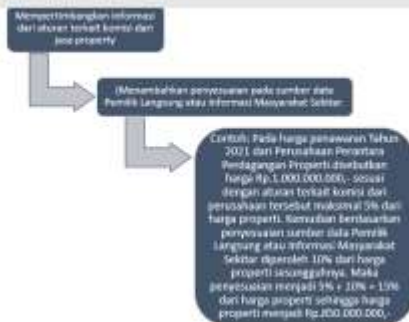 Mempertimbangkan informasi
dari aturan terkait komisi dari
jasa property
(Menambahkan penyesuaian pada sumber data
Pemilik Langsung atau Informasi Masyarakat Sekitar
Contoh: Pada harga penawaran Tahun
2021 dari Perusahaan Perantara
Perdagangan Properti disebutkan
harga Rp.1.000.000.000,- sesuai
dengan aturan terkait komisi dari
perusahaan tersebut maksimal 5% dari
harga properti. Kemudian berdasarkan
penyesuaian sumber data Pemilik
Langsung atau Informasi Masyarakat
Sekitar diperoleh 10% dari harga
properti sesungguhnya. Maka
penyesuaian menjadi 5% + 10% = 15%
dari harga properti sehingga harga
properti menjadi Rp.850.000.000,-